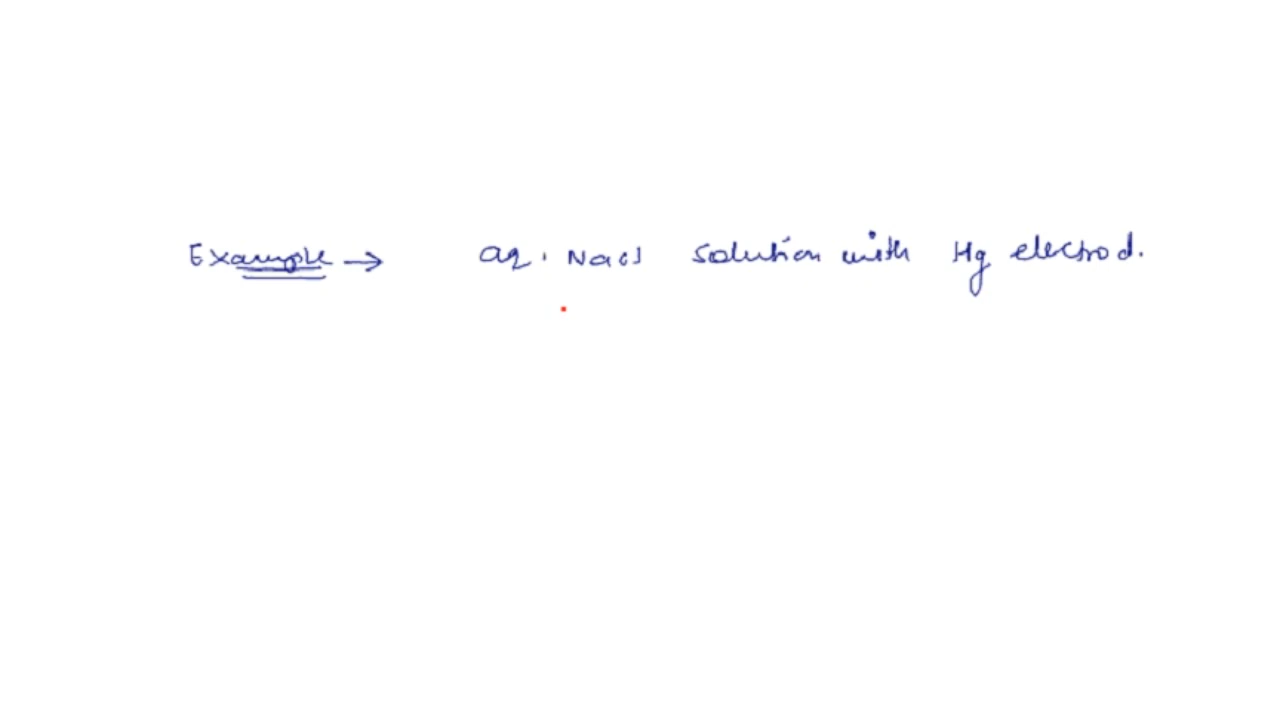 Example → aq. NaCl solution with Hg electrod.